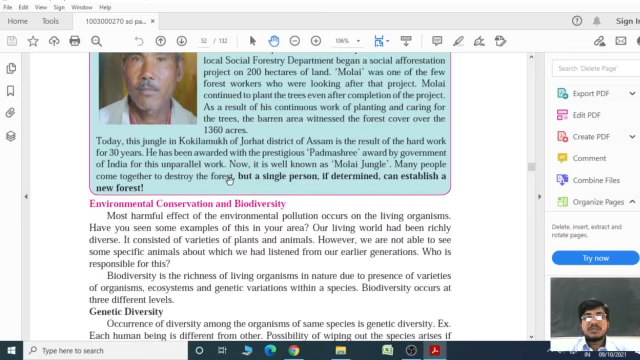 File Edit View Sign Window Help
Home
Tools
1003000270 sci pa...
Sign In
52 / 132
106%
local Social Forestry Department began a social afforestation
project on 200 hectares of land. ‘Molai’ was one of the few
forest workers who were looking after that project. Molai
continued to plant the trees even after completion of the project.
As a result of his continuous work of planting and caring for
the trees, the barren area witnessed the forest cover over the
1360 acres.
Today, this jungle in Kokilamukh of Jorhat district of Assam is the result of the hard work
for 30 years. He has been awarded with the prestigious ‘Padmashree’ award by government
of India for this unparallel work. Now, it is well known as ‘Molai Jungle’. Many people
come together to destroy the forest, but a single person, if determined, can establish a
new forest!
Environmental Conservation and Biodiversity
Most harmful effect of the environmental pollution occurs on the living organisms.
Have you seen some examples of this in your area? Our living world had been richly
diverse. It consisted of varieties of plants and animals. However, we are not able to see
some specific animals about which we had listened from our earlier generations. Who is
responsible for this?
Biodiversity is the richness of living organisms in nature due to presence of varieties
of organisms, ecosystems and genetic variations within a species. Biodiversity occurs at
three different levels.
Genetic Diversity
Occurrence of diversity among the organisms of same species is genetic diversity. Ex.
Each human being is different from other. Possibility of wiping out the species arises if
Search 'Delete Page'
Export PDF
Edit PDF
Create PDF
Comment
Combine Files
Organize Pages
Delete, insert, extract and
rotate pages.
Try now
Type here to search
IN
09/10/2021